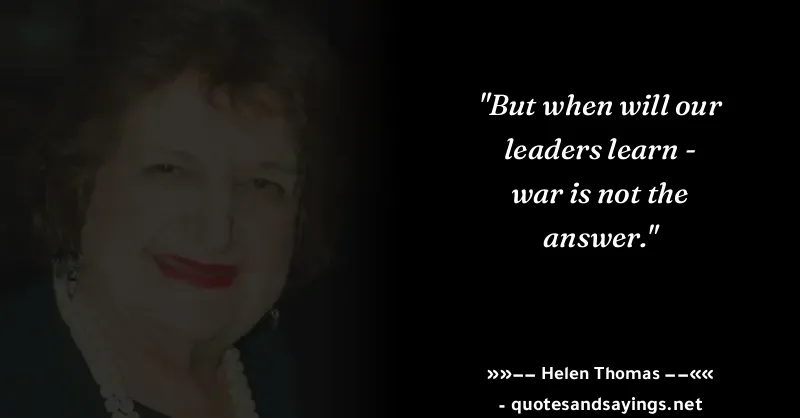 "But when will our
leaders learn -
war is not the
answer."
»»–– Helen Thomas ––««
- quotesandsayings.net